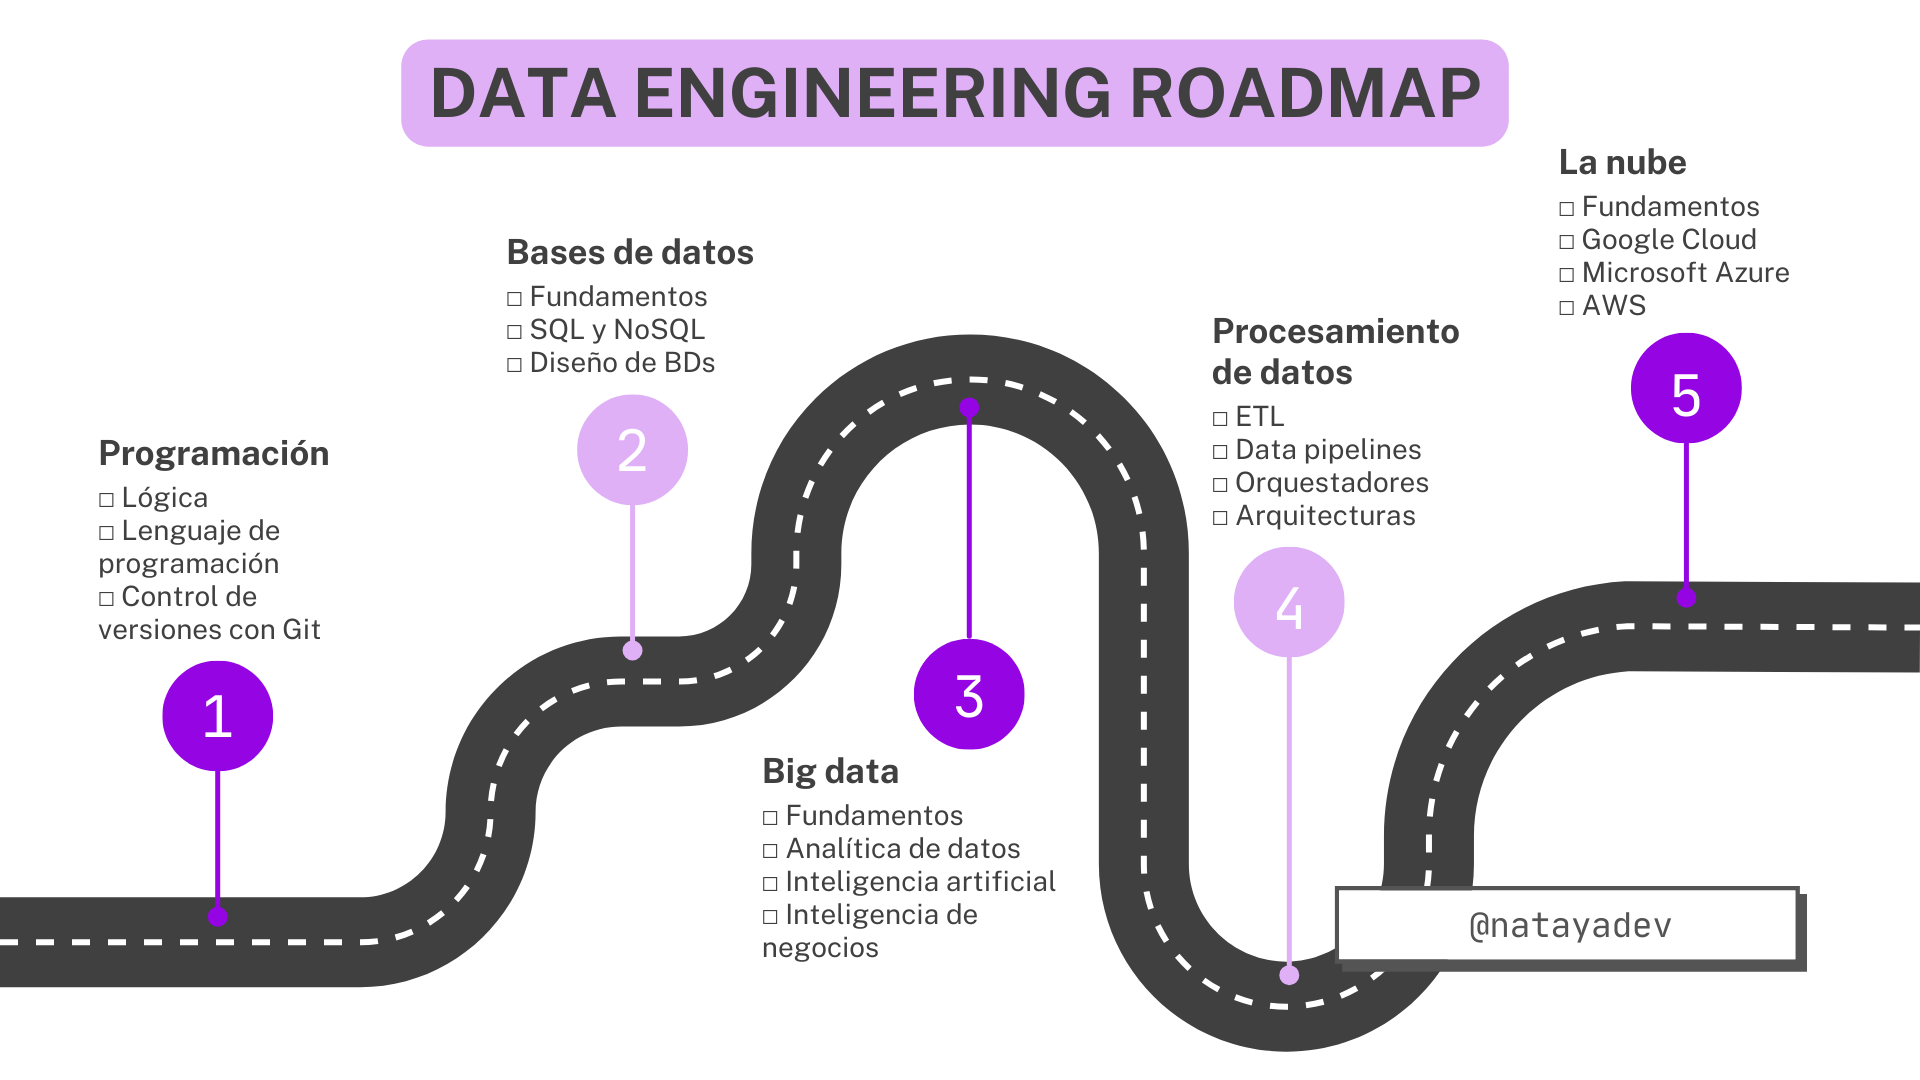 DATA ENGINEERING ROADMAP
Programación
☐ Lógica
☐ Lenguaje de
programación
☐ Control de
versiones con Git
1
Bases de datos
☐ Fundamentos
☐ SQL y NoSQL
☐ Diseño de BDs
2
3
Big data
☐ Fundamentos
☐ Analítica de datos
☐ Inteligencia artificial
☐ Inteligencia de
negocios
Procesamiento
de datos
☐ ETL
☐ Data pipelines
☐ Orquestadores
☐ Arquitecturas
4
La nube
☐ Fundamentos
☐ Google Cloud
☐ Microsoft Azure
☐ AWS
5
@natayadev